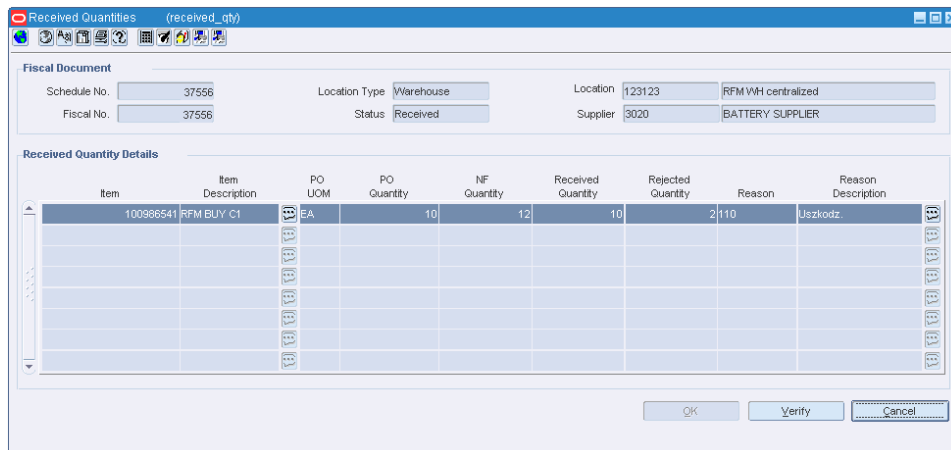 Received Quantities (received_qty)
Fiscal Document
Schedule No. 37556 Location Type Warehouse Location 123123 RFM WH centralized
Fiscal No. 37556 Status Received Supplier 3020 BATTERY SUPPLIER
Received Quantity Details
Item Item Description PO UOM PO Quantity NF Quantity Received Quantity Rejected Quantity Reason Reason Description
100986541 RFM BUY C1 EA 10 12 10 2 110 Uszkodz.
OK Verify Cancel